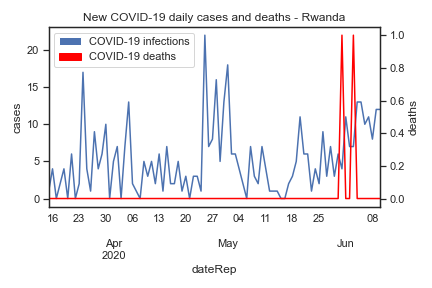 New COVID-19 daily cases and deaths - Rwanda
COVID-19 infections
COVID-19 deaths
cases
20
15
10
5
0
deaths
1.0
0.8
0.6
0.4
0.2
0.0
16 23 30 06 13 20 27 04 11 18 25 08
Apr May Jun
2020
dateRep